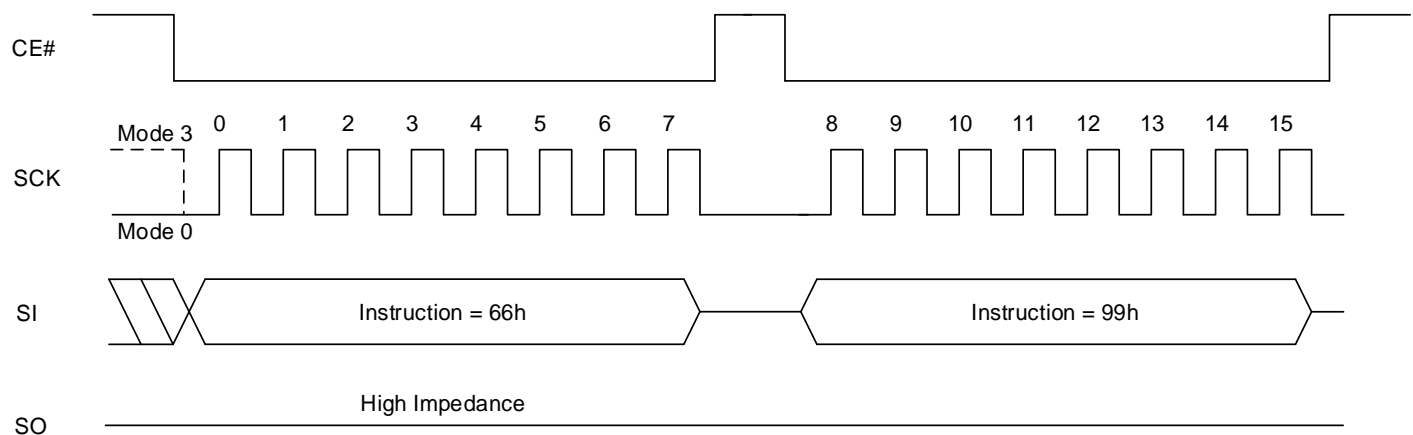 CE#
Mode 3
0 1 2 3 4 5 6 7 8 9 10 11 12 13 14 15
SCK
Mode 0
SI
Instruction = 66h
Instruction = 99h
High Impedance
SO